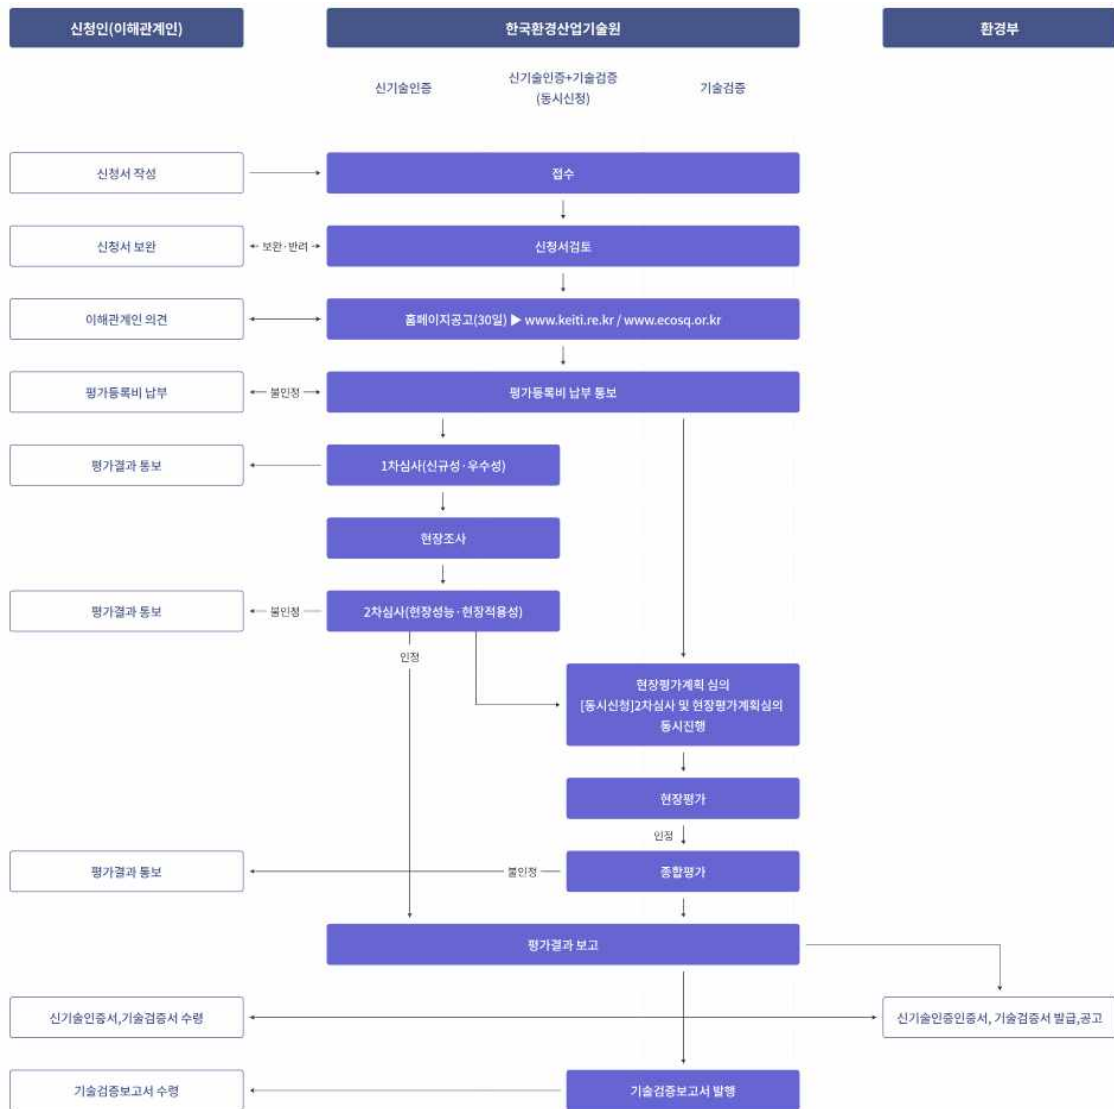 신청인(이해관계인)
한국환경산업기술원
환경부
신기술인증
신기술인증+기술검증
(동시신청)
기술검증
신청서 작성
접수
신청서 보완
보완·반려
신청서검토
이해관계인 의견
홈페이지공고(30일) ▶ www.keiti.re.kr / www.ecosq.or.kr
평가등록비 납부
불인정
평가등록비 납부 통보
평가결과 통보
1차심사(신규성·우수성)
현장조사
평가결과 통보
불인정
2차심사(현장성능·현장적용성)
인정
현장평가계획 심의
[동시신청]2차심사 및 현장평가계획심의
동시진행
현장평가
인정
평가결과 통보
불인정
종합평가
평가결과 보고
신기술인증서,기술검증서 수령
신기술인증인증서, 기술검증서 발급,공고
기술검증보고서 수령
기술검증보고서 발행